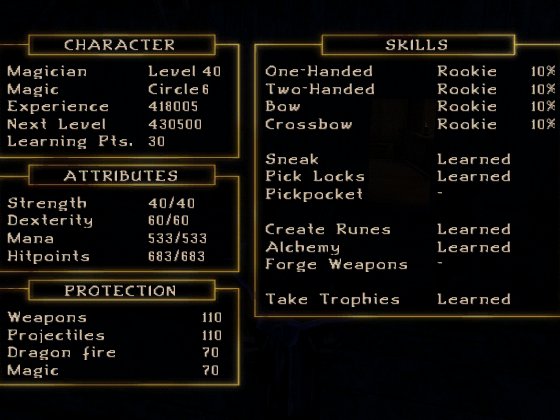 CHARACTER
Magician Level 40
Magic Circle 6
Experience 418005
Next Level 430500
Learning Pts. 30
ATTRIBUTES
Strength 40/40
Dexterity 60/60
Mana 533/533
Hitpoints 683/683
PROTECTION
Weapons 110
Projectiles 110
Dragon fire 70
Magic 70
SKILLS
One-Handed Rookie 10%
Two-Handed Rookie 10%
Bow Rookie 10%
Crossbow Rookie 10%
Sneak Learned
Pick Locks Learned
Pickpocket -
Create Runes Learned
Alchemy Learned
Forge Weapons -
Take Trophies Learned